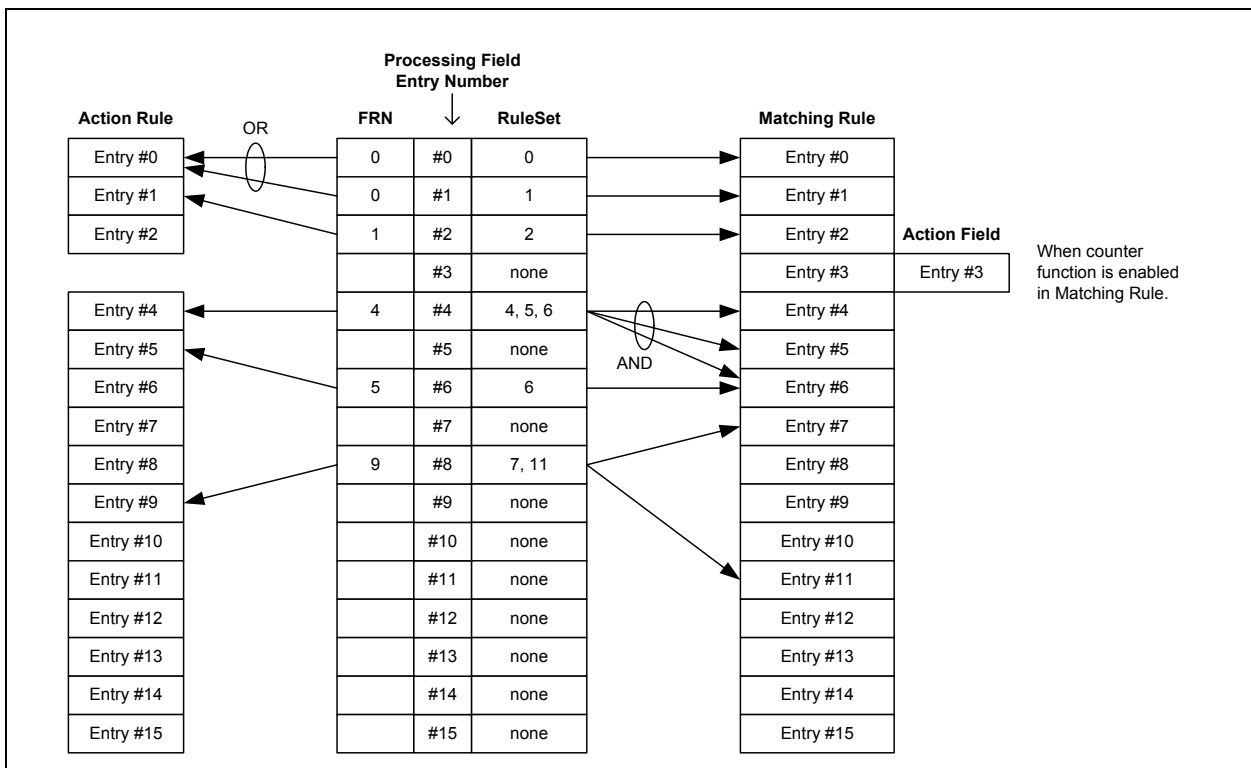 Processing Field
Entry Number
Action Rule
OR
FRN
RuleSet
Matching Rule
Entry #0 0 #0 0 Entry #0
Entry #1 0 #1 1 Entry #1
Entry #2 1 #2 2 Entry #2 Action Field
#3 none Entry #3 Entry #3
When counter
function is enabled
in Matching Rule.
Entry #4 4 #4 4, 5, 6 Entry #4
Entry #5 #5 none Entry #5
AND
Entry #6 5 #6 6 Entry #6
Entry #7 #7 none Entry #7
Entry #8 9 #8 7, 11 Entry #8
Entry #9 #9 none Entry #9
Entry #10 #10 none Entry #10
Entry #11 #11 none Entry #11
Entry #12 #12 none Entry #12
Entry #13 #13 none Entry #13
Entry #14 #14 none Entry #14
Entry #15 #15 none Entry #15